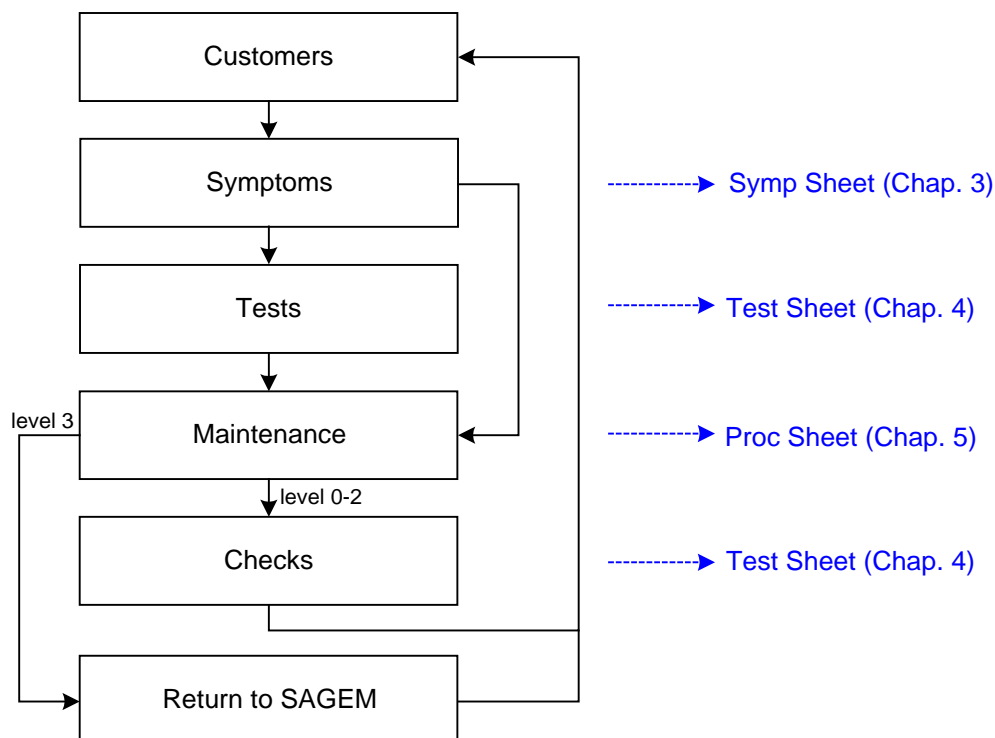 Customers
Symptoms
Symp Sheet (Chap. 3)
Tests
Test Sheet (Chap. 4)
level 3
Maintenance
Proc Sheet (Chap. 5)
level 0-2
Checks
Test Sheet (Chap. 4)
Return to SAGEM